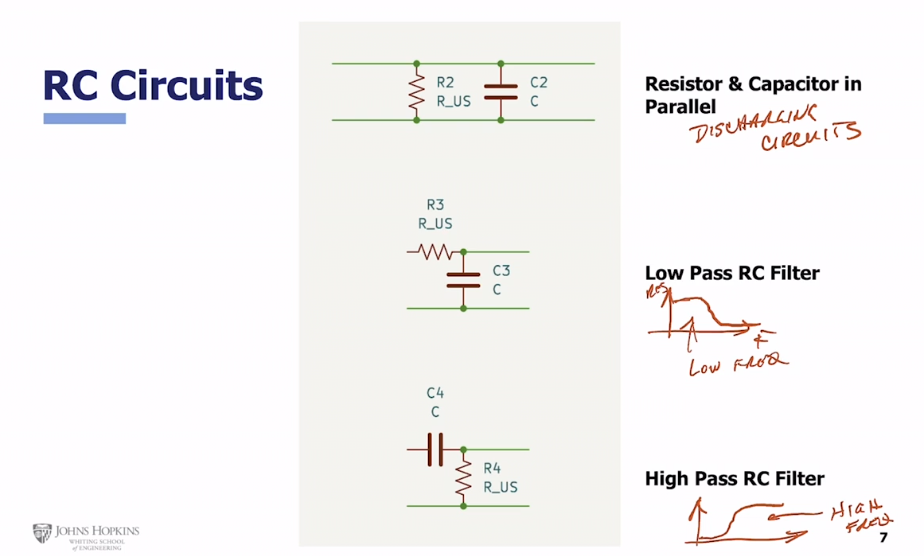 RC Circuits
R2
R_US
C2
C
Resistor & Capacitor in
Parallel
DISCHARGING
CIRCUITS
R3
R_US
C3
C
Low Pass RC Filter
RES
F
LOW FREQ
C4
C
R4
R_US
High Pass RC Filter
HIGH
FREQ
JOHNS HOPKINS
WHITING SCHOOL
of ENGINEERING
7